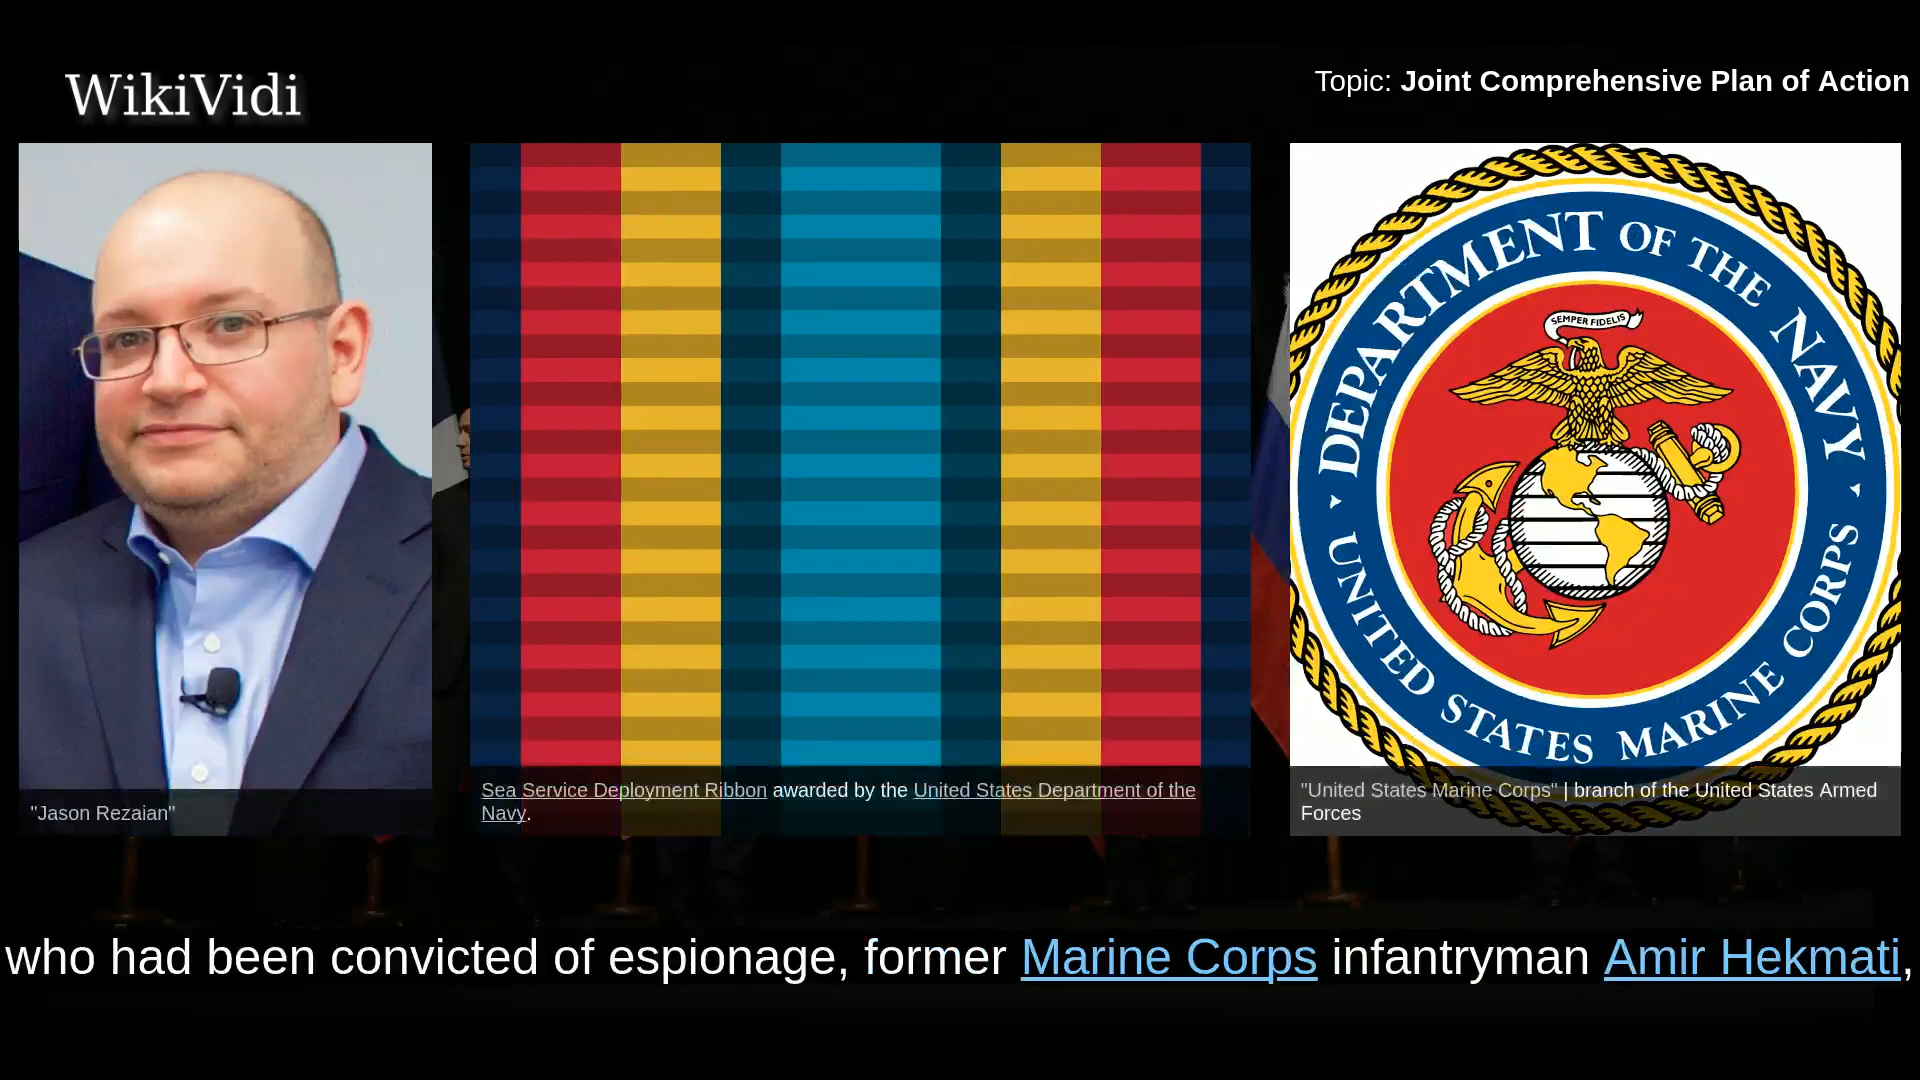 WikiVidi
Topic: Joint Comprehensive Plan of Action
DEPARTMENT OF THE NAVY
SEMPER FIDELIS
UNITED STATES MARINE CORPS
"Jason Rezaian"
Sea Service Deployment Ribbon awarded by the United States Department of the
Navy.
"United States Marine Corps" | branch of the United States Armed
Forces
who had been convicted of espionage, former Marine Corps infantryman Amir Hekmati,